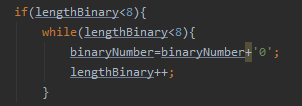 if(lengthBinary<8){
while(lengthBinary<8){
binaryNumber=binaryNumber+'0';
lengthBinary++;
}